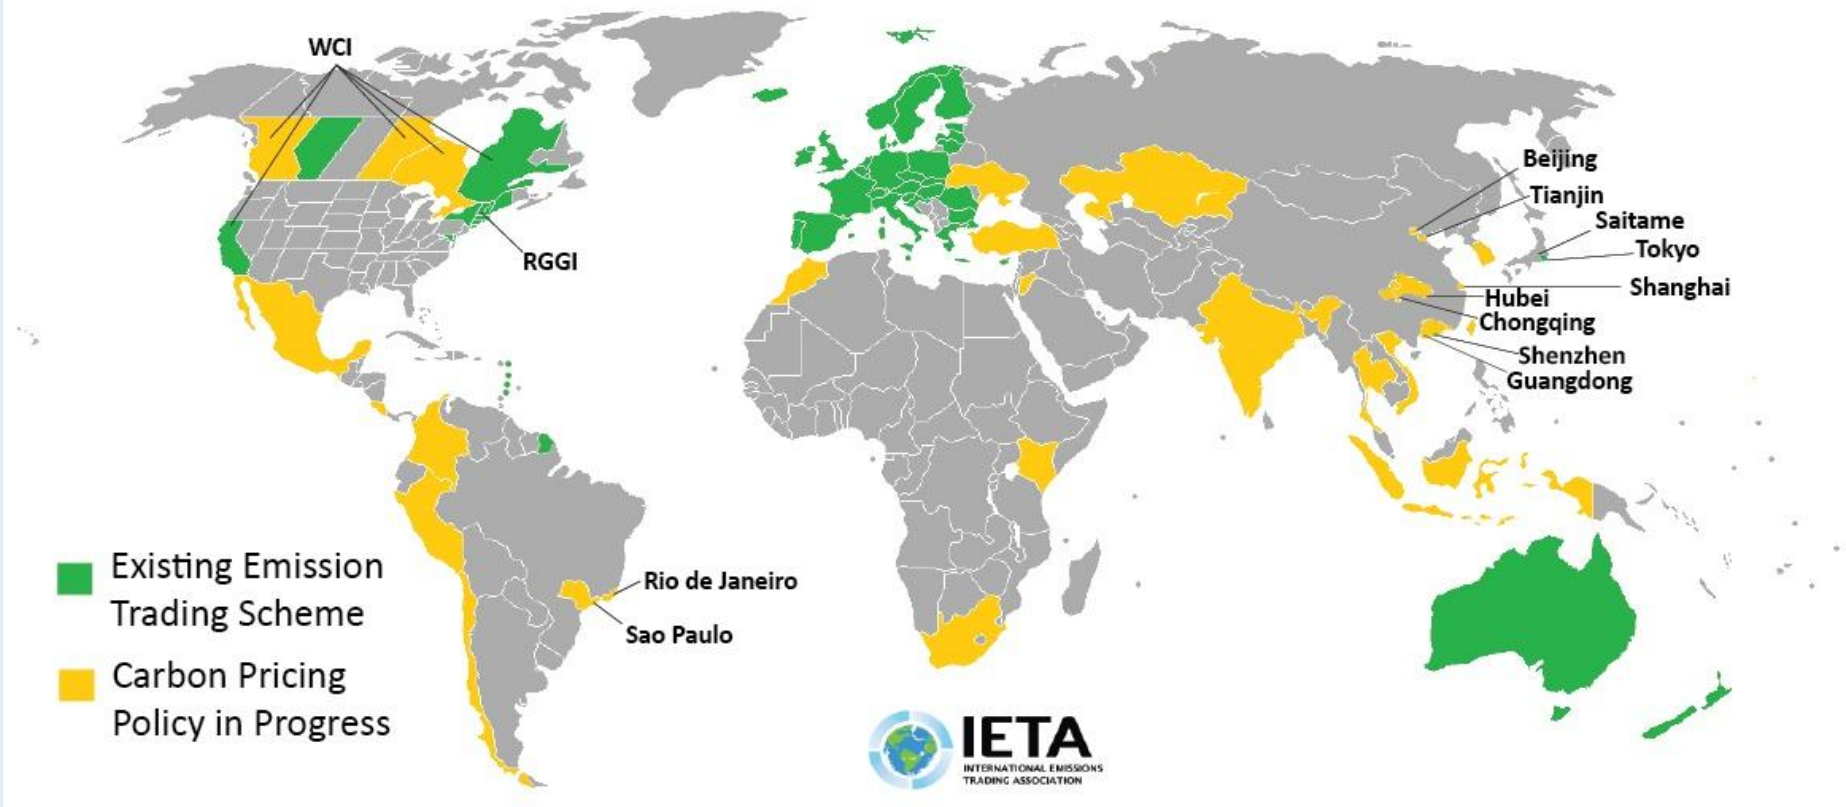 WCI
RGGI
Beijing
Tianjin
Saitame
Tokyo
Shanghai
Hubei
Chongqing
Shenzhen
Guangdong
Rio de Janeiro
Sao Paulo
Existing Emission
Trading Scheme
Carbon Pricing
Policy in Progress
IETA
INTERNATIONAL EMISSIONS
TRADING ASSOCIATION